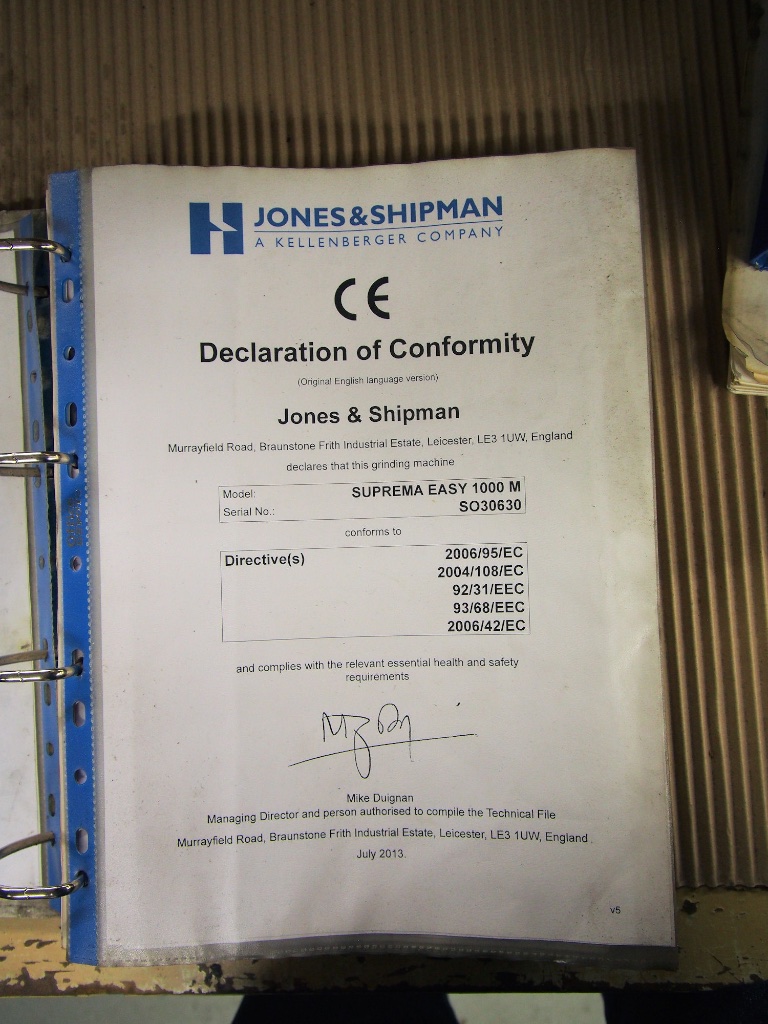 JONES&SHIPMAN
A KELLENBERGER COMPANY
CE
Declaration of Conformity
(Original English language version)
Jones & Shipman
Murrayfield Road, Braunstone Frith Industrial Estate, Leicester, LE3 1UW, England
declares that this grinding machine
Model: SUPREMA EASY 1000 M
Serial No.: SO30630
conforms to
Directive(s) 2006/95/EC
2004/108/EC
92/31/EEC
93/68/EEC
2006/42/EC
and complies with the relevant essential health and safety
requirements
Mike Duignan
Managing Director and person authorised to compile the Technical File
Murrayfield Road, Braunstone Frith Industrial Estate, Leicester, LE3 1UW, England.
July 2013.
v5